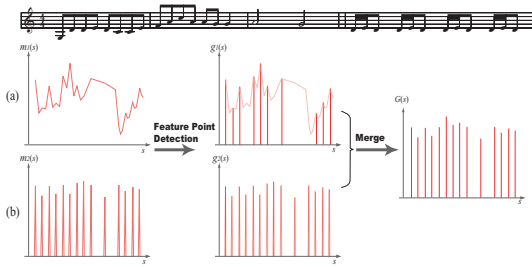 m₁(s)
g₁(s)
(a)
s
s
Feature Point
Detection
G(s)
Merge
m₂(s)
g₂(s)
s
(b)
s
s